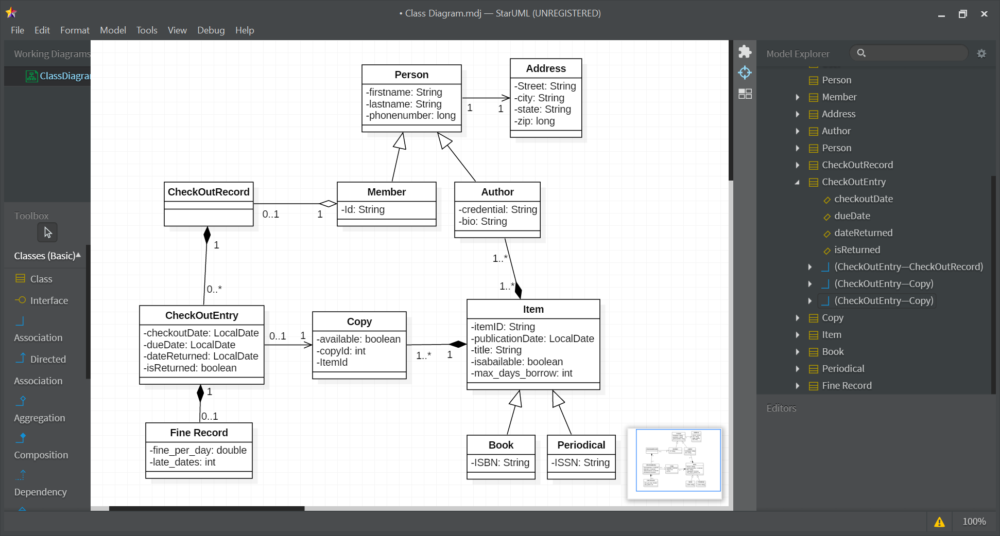 • Class Diagram.mdj — StarUML (UNREGISTERED)
File Edit Format Model Tools View Debug Help
Working Diagrams
ClassDiagra
Toolbox
Classes (Basic)
Class
Interface
Association
Directed
Association
Aggregation
Composition
Dependency
Person
-firstname: String
-lastname: String
-phonenumber: long
1
1
Address
-Street: String
-city: String
-state: String
-zip: long
CheckOutRecord
0..1
1
Member
-Id: String
Author
-credential: String
-bio: String
1
0..*
1..*
1..*
CheckOutEntry
-checkoutDate: LocalDate
-dueDate: LocalDate
-dateReturned: LocalDate
-isReturned: boolean
0..1
1
Copy
-available: boolean
-copyId: int
-ItemId
1..*
1
Item
-itemID: String
-publicationDate: LocalDate
-title: String
-isabailable: boolean
-max_days_borrow: int
1
0..1
Fine Record
-fine_per_day: double
-late_dates: int
Book
-ISBN: String
Periodical
-ISSN: String
Model Explorer
Person
Member
Address
Author
Person
CheckOutRecord
CheckOutEntry
checkoutDate
dueDate
dateReturned
isReturned
(CheckOutEntry—CheckOutRecord)
(CheckOutEntry—Copy)
(CheckOutEntry—Copy)
Copy
Item
Book
Periodical
Fine Record
Editors
100%